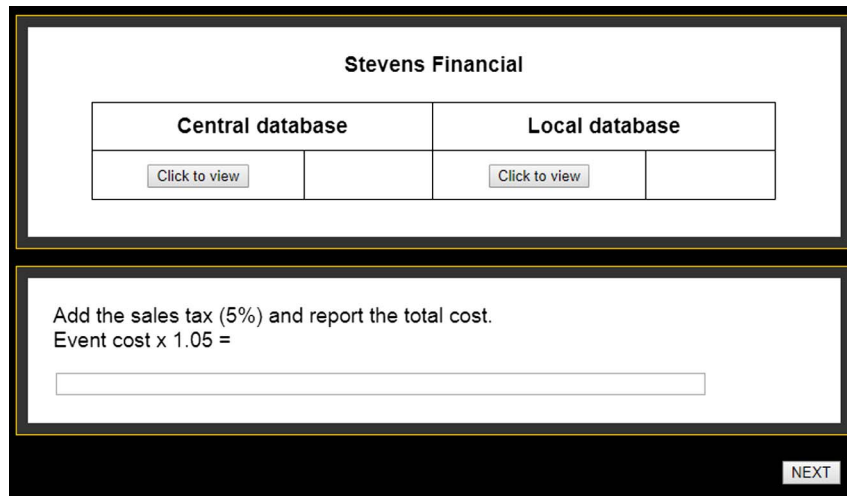 Stevens Financial
Central database Local database
Click to view Click to view
Add the sales tax (5%) and report the total cost.
Event cost x 1.05 =
NEXT